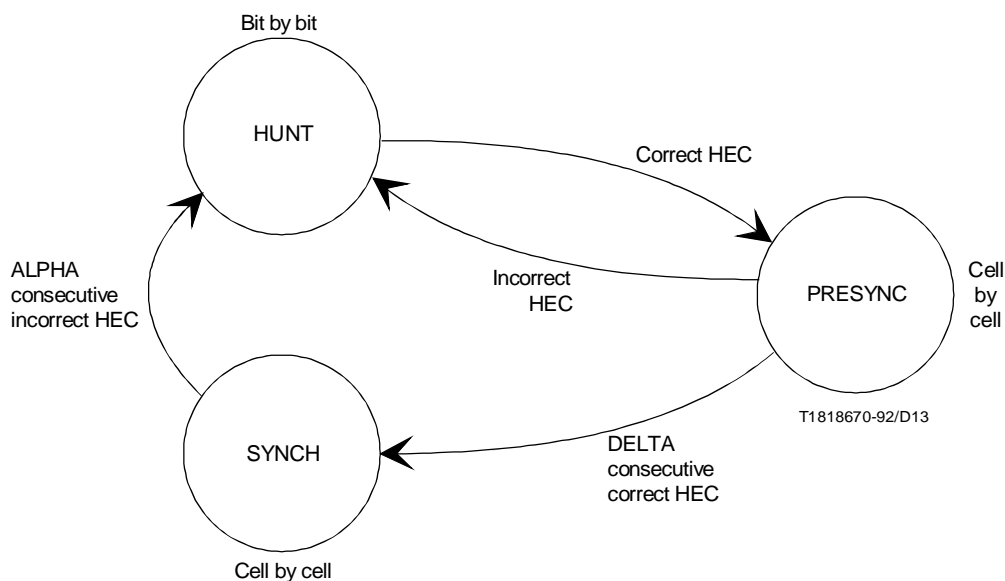 Bit by bit
HUNT
Correct HEC
Incorrect
HEC
ALPHA
consecutive
incorrect HEC
PRESYNC
Cell
by
cell
T1818670-92/D13
SYNCH
DELTA
consecutive
correct HEC
Cell by cell